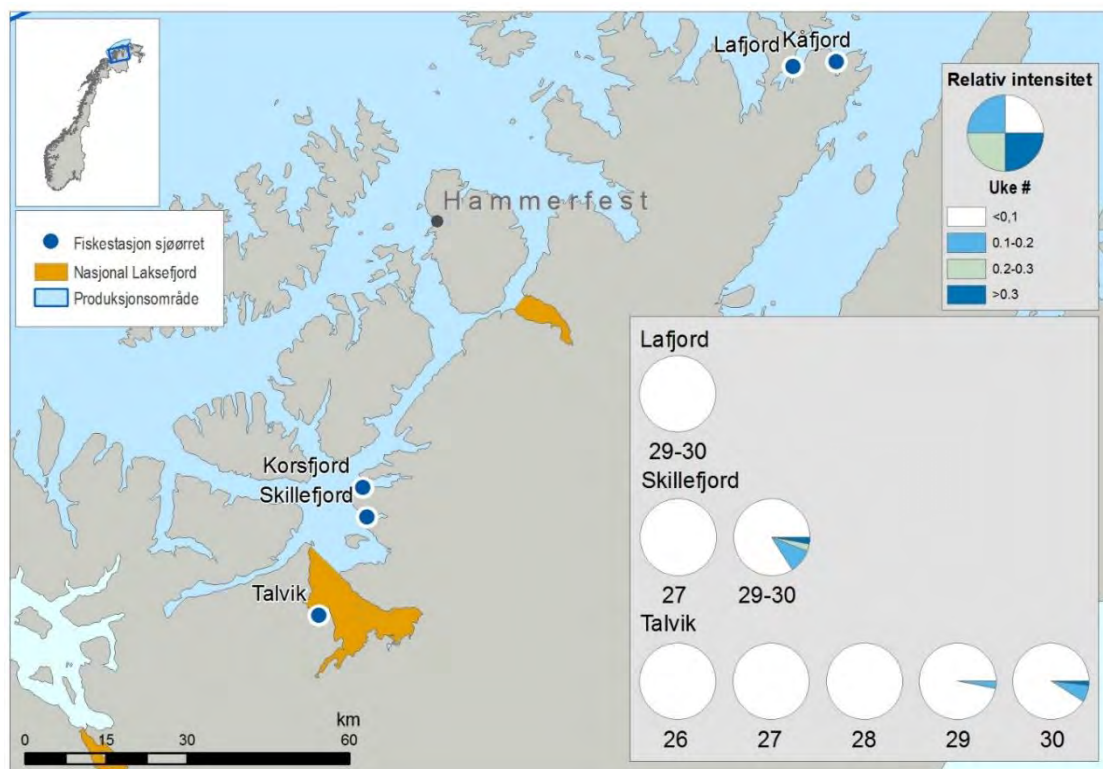 Lafjord Kåfjord
Hammerfest
Korsfjord
Skillefjord
Talvik
Fiskestasjon sjøørret
Nasjonal Laksefjord
Produksjonsområde
Relativ intensitet
Uke #
<0,1
0.1-0.2
0.2-0.3
>0.3
Lafjord
29-30
Skillefjord
27 29-30
Talvik
26 27 28 29 30
km
0 15 30 60